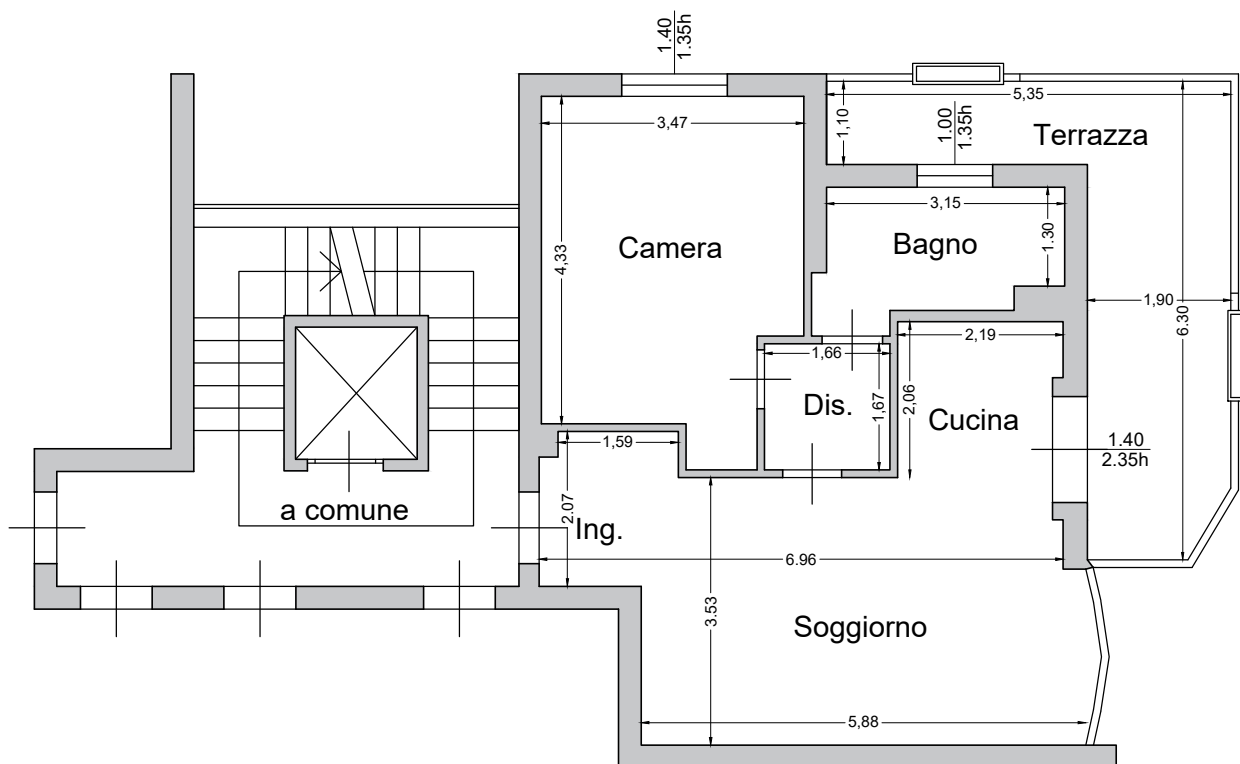 1.40
1.35h
5,35
3,47
1,10
1.00
1.35h
Terrazza
3,15
Camera
Bagno
1.30
4,33
1,90
6.30
2,19
1,66
Dis.
1,67
2,06
Cucina
1,59
1.40
2.35h
a comune
2.07
Ing.
6.96
3.53
Soggiorno
5,88